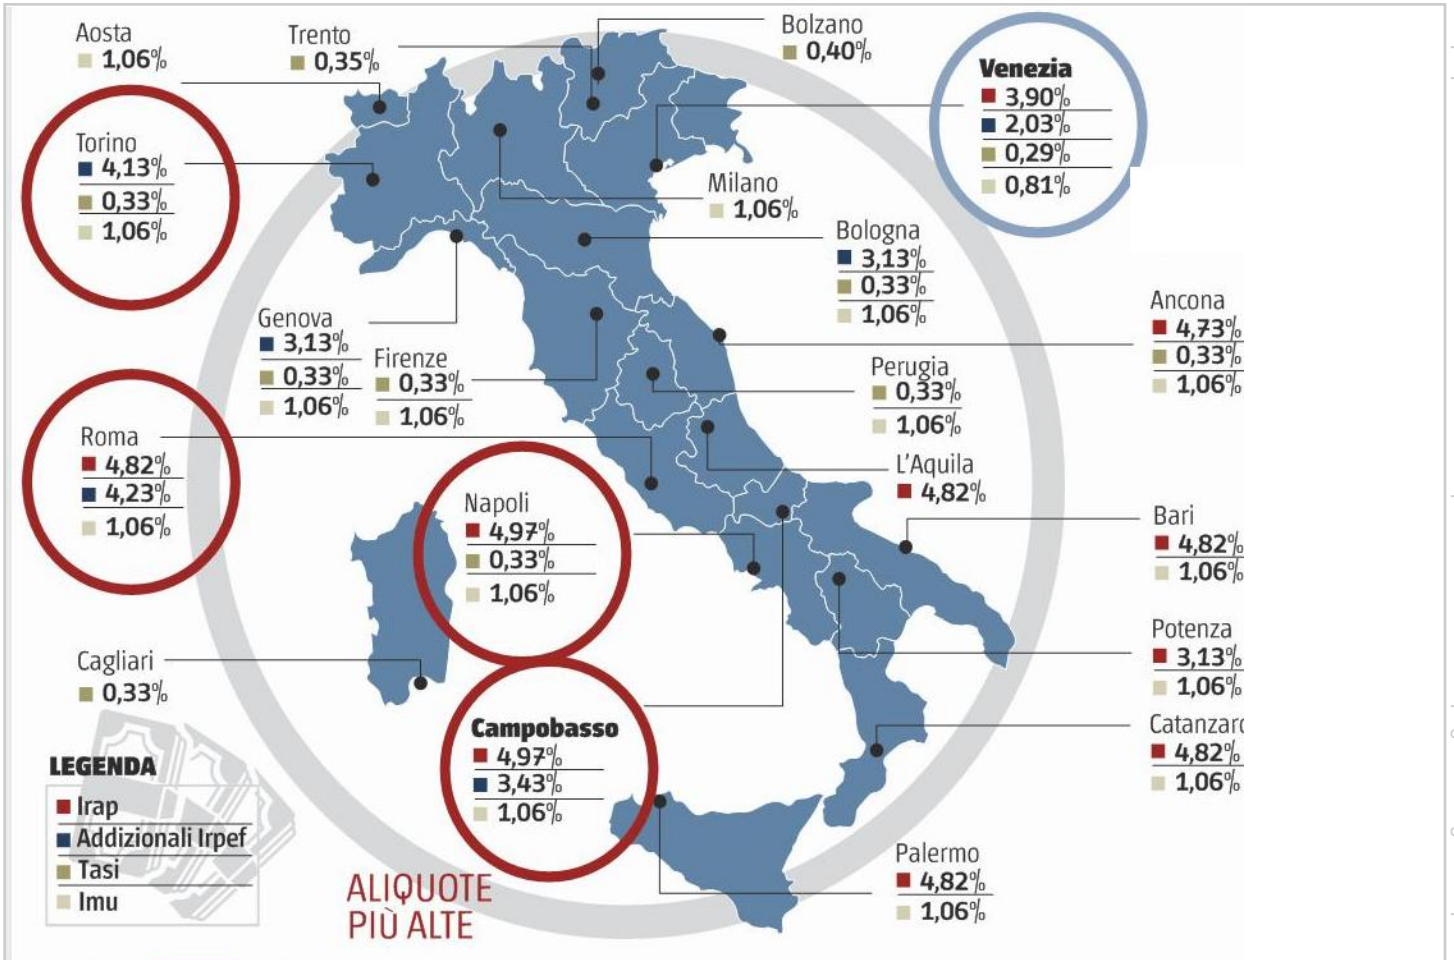 Aosta
1,06%
Trento
0,35%
Bolzano
0,40%
Venezia
3,90%
2,03%
0,29%
0,81%
Torino
4,13%
0,33%
1,06%
Milano
1,06%
Bologna
3,13%
0,33%
1,06%
Ancona
4,73%
0,33%
1,06%
Genova
3,13%
0,33%
1,06%
Firenze
0,33%
1,06%
Perugia
0,33%
1,06%
Roma
4,82%
4,23%
1,06%
L'Aquila
4,82%
Napoli
4,97%
0,33%
1,06%
Bari
4,82%
1,06%
Potenza
3,13%
1,06%
Cagliari
0,33%
Campobasso
4,97%
3,43%
1,06%
Catanzaro
4,82%
1,06%
Palermo
4,82%
1,06%
LEGENDA
Irap
Addizionali Irpef
Tasi
Imu
ALIQUOTE
PIÙ ALTE